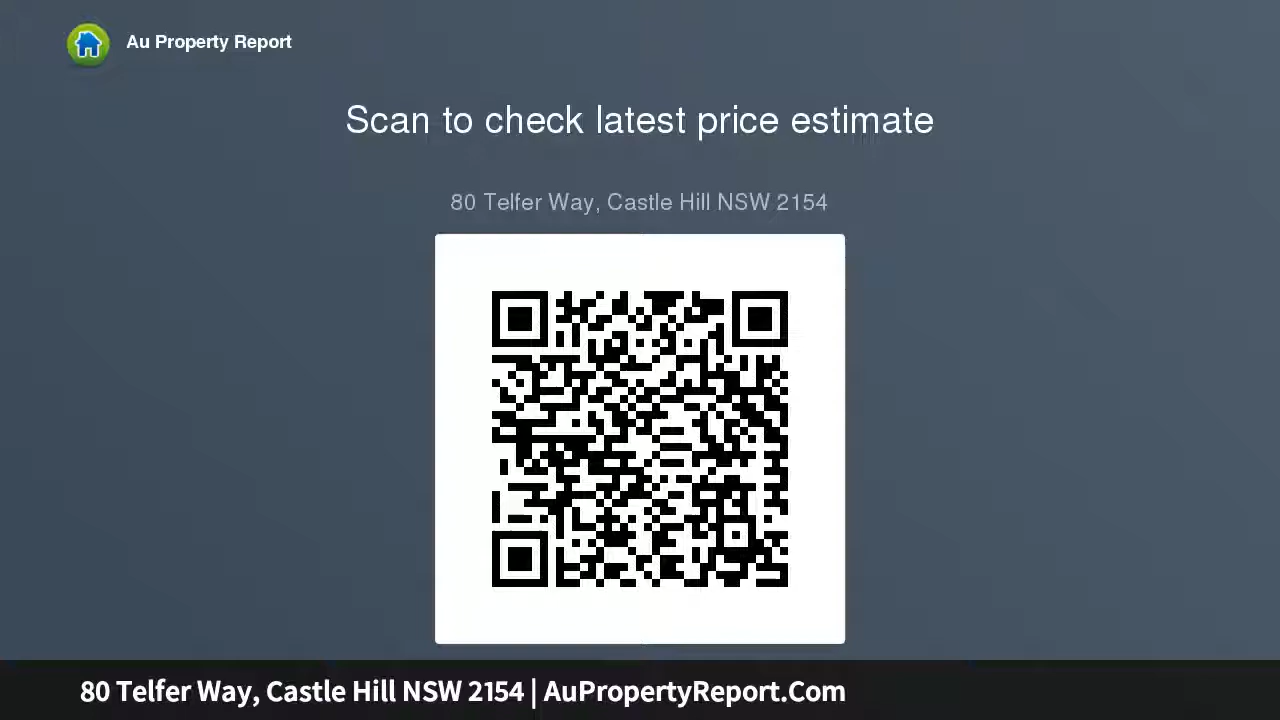 Au Property Report
Scan to check latest price estimate
80 Telfer Way, Castle Hill NSW 2154
80 Telfer Way, Castle Hill NSW 2154 | AuPropertyReport.Com